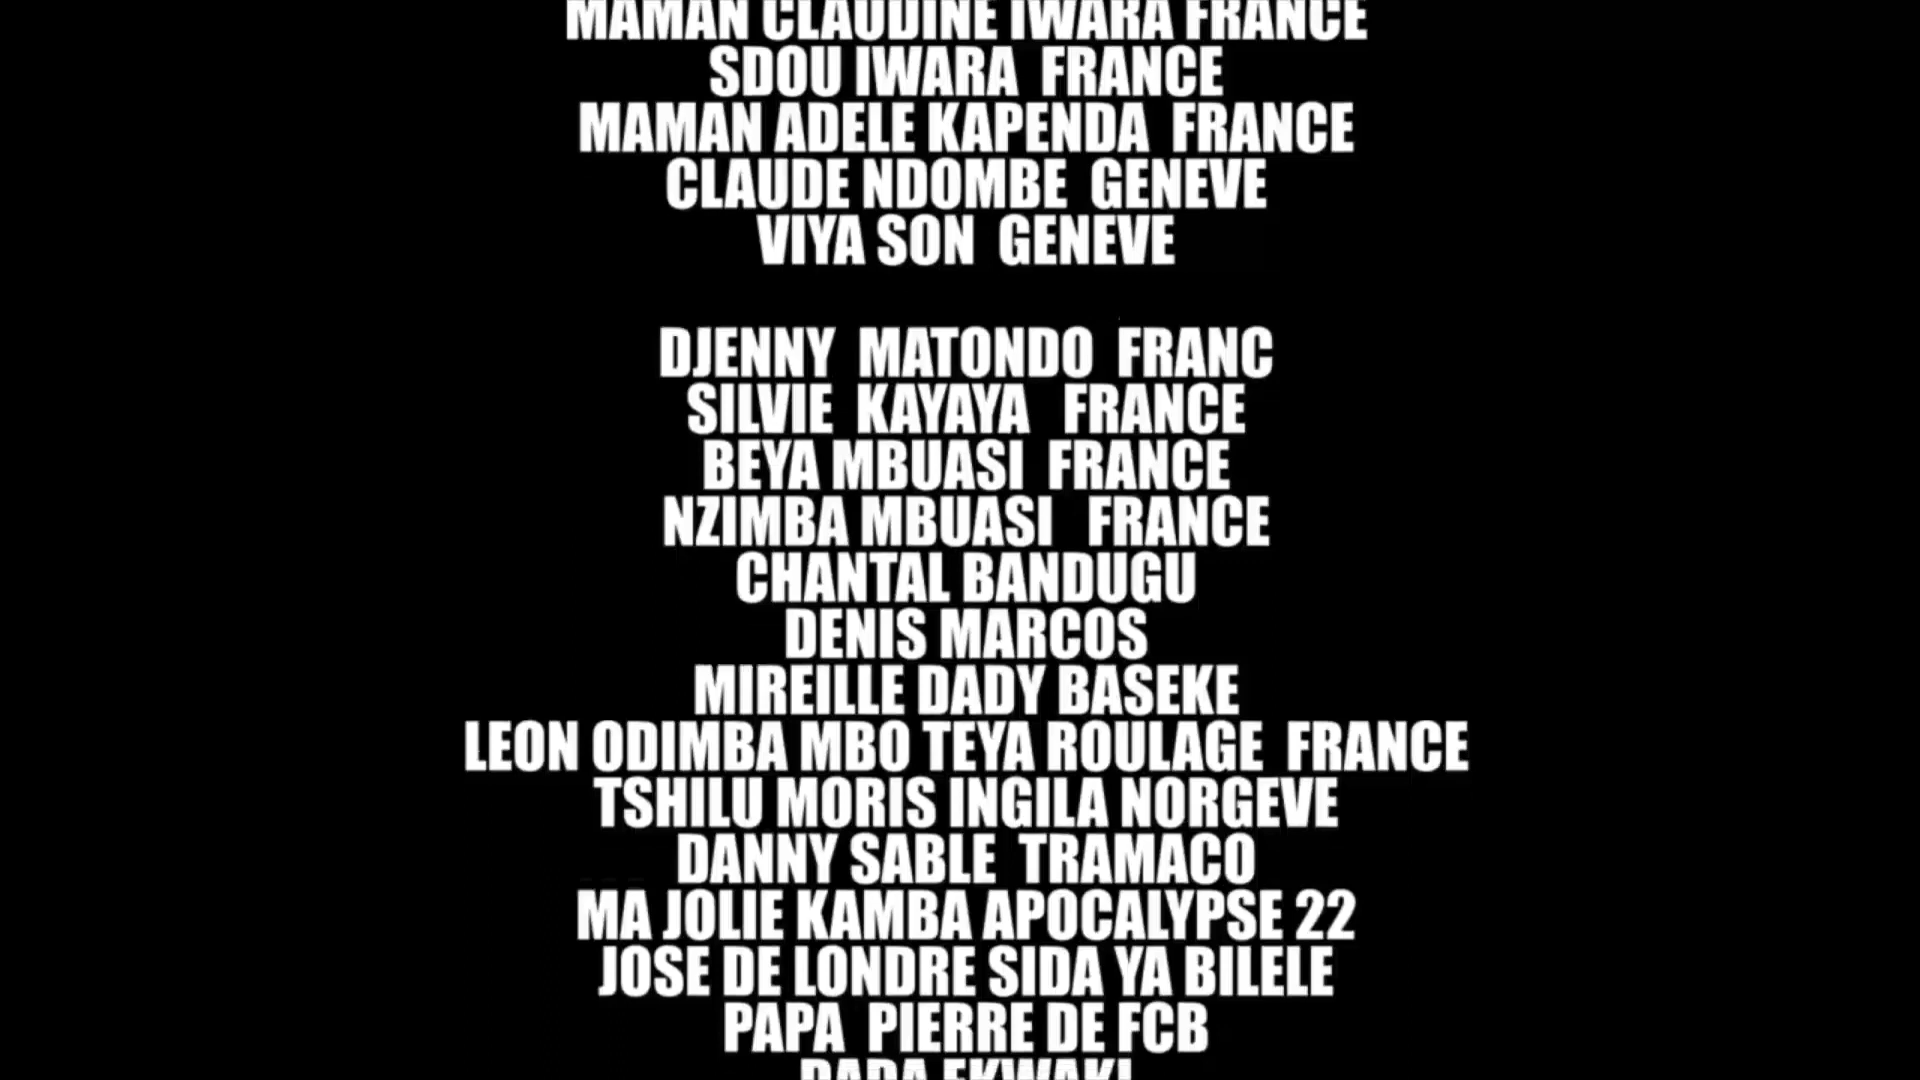 MAMAN CLAUDINE IWARA FRANCE
SDOU IWARA FRANCE
MAMAN ADELE KAPENDA FRANCE
CLAUDE NDOMBE GENEVE
VIYA SON GENEVE
DJENNY MATONDO FRANC
SILVIE KAYAYA FRANCE
BEYA MBUASI FRANCE
NZIMBA MBUASI FRANCE
CHANTAL BANDUGU
DENIS MARCOS
MIREILLE DADY BASEKE
LEON ODIMBA MBO TEYA ROULAGE FRANCE
TSHILU MORIS INGILA NORGEVE
DANNY SABLE TRAMACO
MA JOLIE KAMBA APOCALYPSE 22
JOSE DE LONDRE SIDA YA BILELE
PAPA PIERRE DE FCB